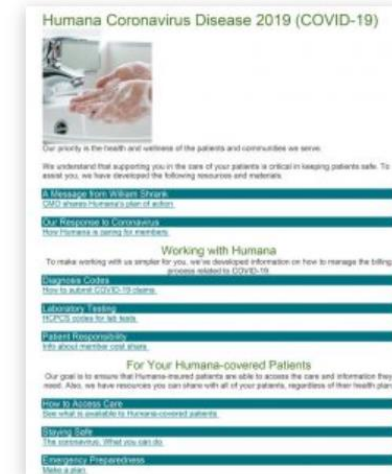 Humana Coronavirus Disease 2019 (COVID-19)
Our priority is the health and wellness of the patients and communities we serve.
We understand that supporting you in the care of your patients is critical in keeping patients safe. To
assist you, we have developed the following resources and materials.
A Message from William Shrank
CMO shares Humana's plan of action.
Our Response to Coronavirus
How Humana is caring for members.
Working with Humana
To make working with us simpler for you, we've developed information on how to manage the billing
process related to COVID-19.
Diagnosis Codes
How to submit COVID-19 claims.
Laboratory Testing
HCPCS codes for lab tests.
Patient Responsibility
Info about member cost share.
For Your Humana-covered Patients
Our goal is to ensure that Humana-insured patients are able to access the care and information they
need. Also, we have resources you can share with all of your patients, regardless of their health plan
How to Access Care
See what is available to Humana-covered patients.
Staying Safe
The coronavirus. What you can do.
Emergency Preparedness
Make a plan.